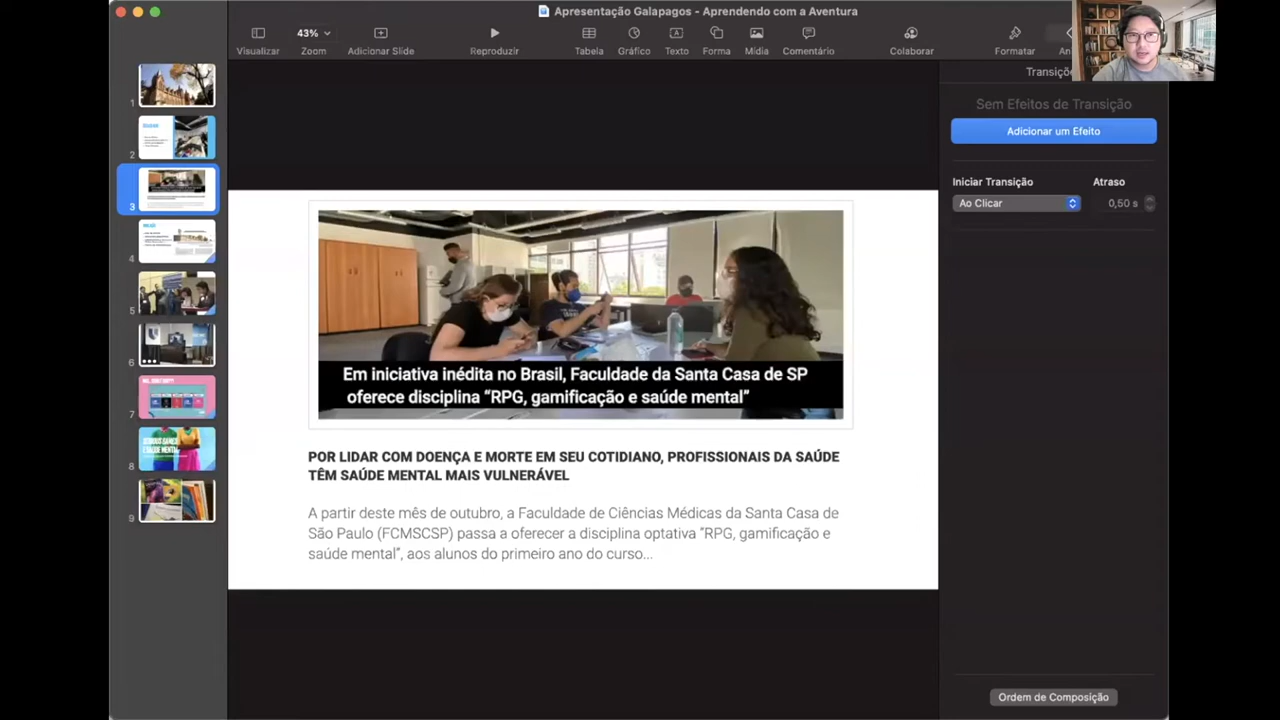 Apresentação Galapagos - Aprendendo com a Aventura
43%
Visualizar Zoom Adicionar Slide Reproduzir Tabela Gráfico Texto Forma Mídia Comentário Colaborar Formatar
Sem Efeitos de Transição
Adicionar um Efeito
Iniciar Transição Atraso
Ao Clicar 0,50 s
1
2
3
4
5
6
7
8
9
Em iniciativa inédita no Brasil, Faculdade da Santa Casa de SP
oferece disciplina “RPG, gamificação e saúde mental”
POR LIDAR COM DOENÇA E MORTE EM SEU COTIDIANO, PROFISSIONAIS DA SAÚDE
TÊM SAÚDE MENTAL MAIS VULNERÁVEL
A partir deste mês de outubro, a Faculdade de Ciências Médicas da Santa Casa de
São Paulo (FCMSCSP) passa a oferecer a disciplina optativa “RPG, gamificação e
saúde mental”, aos alunos do primeiro ano do curso...
Ordem de Composição